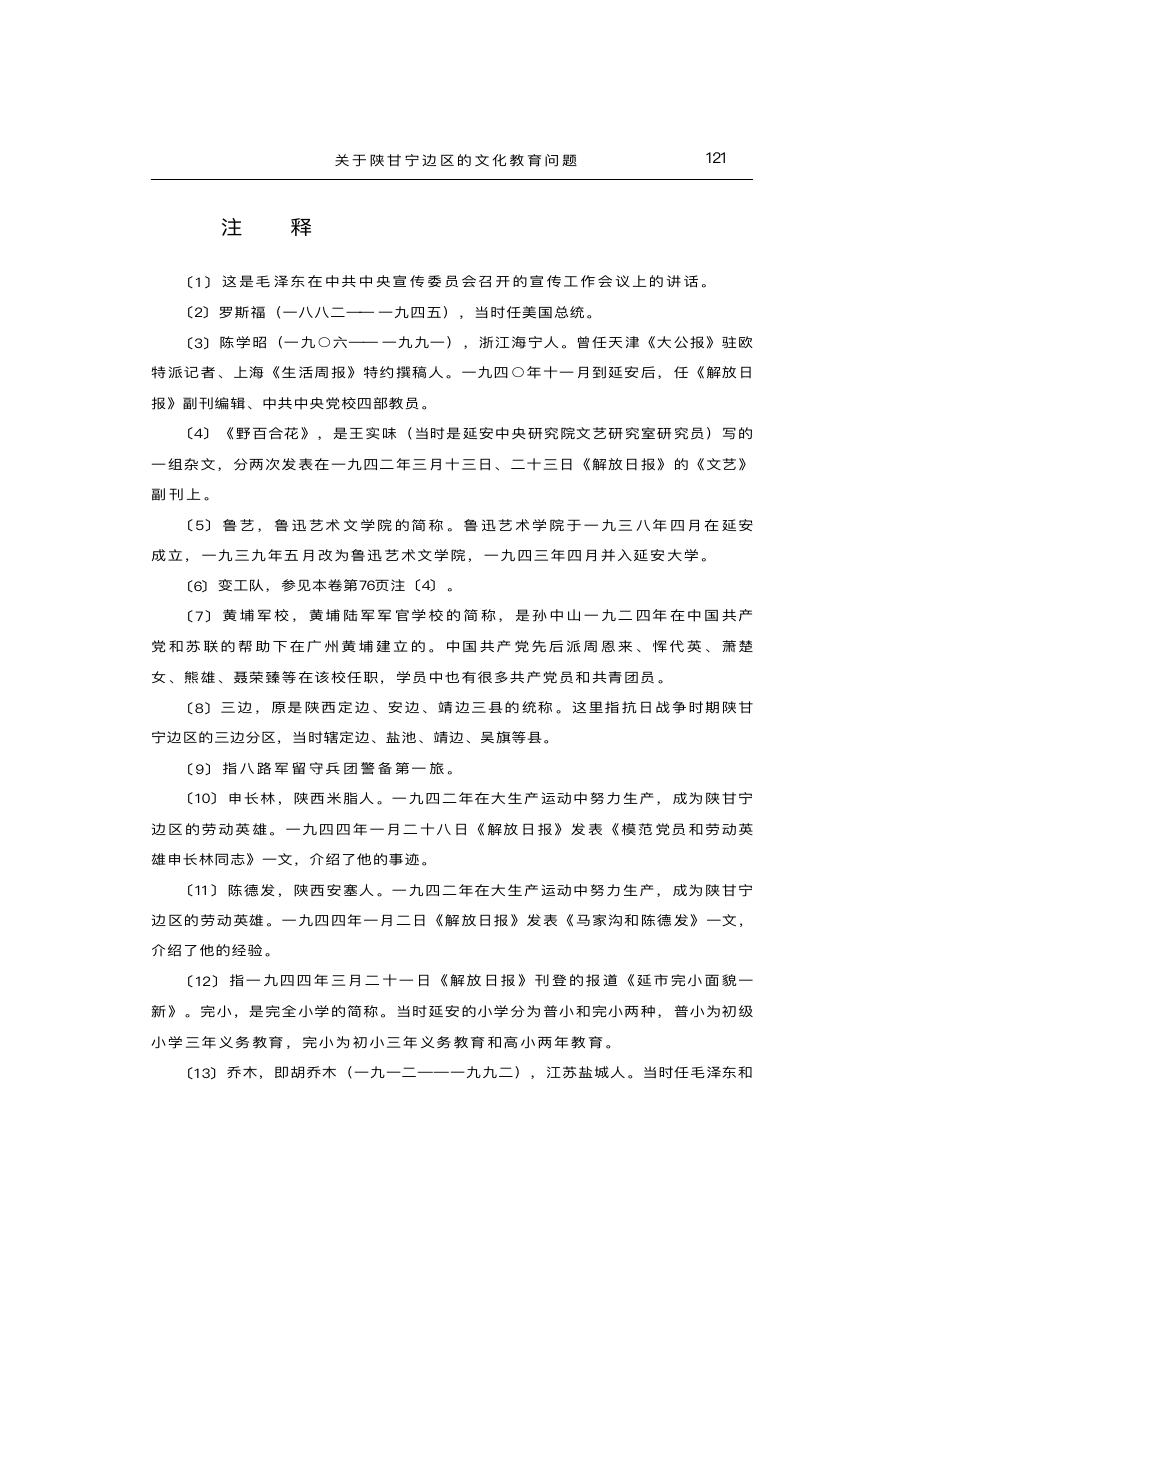 关于陕甘宁边区的文化教育问题 121
注 释
〔1〕这是毛泽东在中共中央宣传委员会召开的宣传工作会议上的讲话。
〔2〕罗斯福（一八八二——一九四五），当时任美国总统。
〔3〕陈学昭（一九〇六——一九九一），浙江海宁人。曾任天津《大公报》驻欧
特派记者、上海《生活周报》特约撰稿人。一九四〇年十一月到延安后，任《解放日
报》副刊编辑、中共中央党校四部教员。
〔4〕《野百合花》，是王实味（当时是延安中央研究院文艺研究室研究员）写的
一组杂文，分两次发表在一九四二年三月十三日、二十三日《解放日报》的《文艺》
副刊上。
〔5〕鲁艺，鲁迅艺术文学院的简称。鲁迅艺术学院于一九三八年四月在延安
成立，一九三九年五月改为鲁迅艺术文学院，一九四三年四月并入延安大学。
〔6〕变工队，参见本卷第76页注〔4〕。
〔7〕黄埔军校，黄埔陆军军官学校的简称，是孙中山一九二四年在中国共产
党和苏联的帮助下在广州黄埔建立的。中国共产党先后派周恩来、恽代英、萧楚
女、熊雄、聂荣臻等在该校任职，学员中也有很多共产党员和共青团员。
〔8〕三边，原是陕西定边、安边、靖边三县的统称。这里指抗日战争时期陕甘
宁边区的三边分区，当时辖定边、盐池、靖边、吴旗等县。
〔9〕指八路军留守兵团警备第一旅。
〔10〕申长林，陕西米脂人。一九四二年在大生产运动中努力生产，成为陕甘宁
边区的劳动英雄。一九四四年一月二十八日《解放日报》发表《模范党员和劳动英
雄申长林同志》一文，介绍了他的事迹。
〔11〕陈德发，陕西安塞人。一九四二年在大生产运动中努力生产，成为陕甘宁
边区的劳动英雄。一九四四年一月二日《解放日报》发表《马家沟和陈德发》一文，
介绍了他的经验。
〔12〕指一九四四年三月二十一日《解放日报》刊登的报道《延市完小面貌一
新》。完小，是完全小学的简称。当时延安的小学分为普小和完小两种，普小为初级
小学三年义务教育，完小为初小三年义务教育和高小两年教育。
〔13〕乔木，即胡乔木（一九一二——一九九二），江苏盐城人。当时任毛泽东和